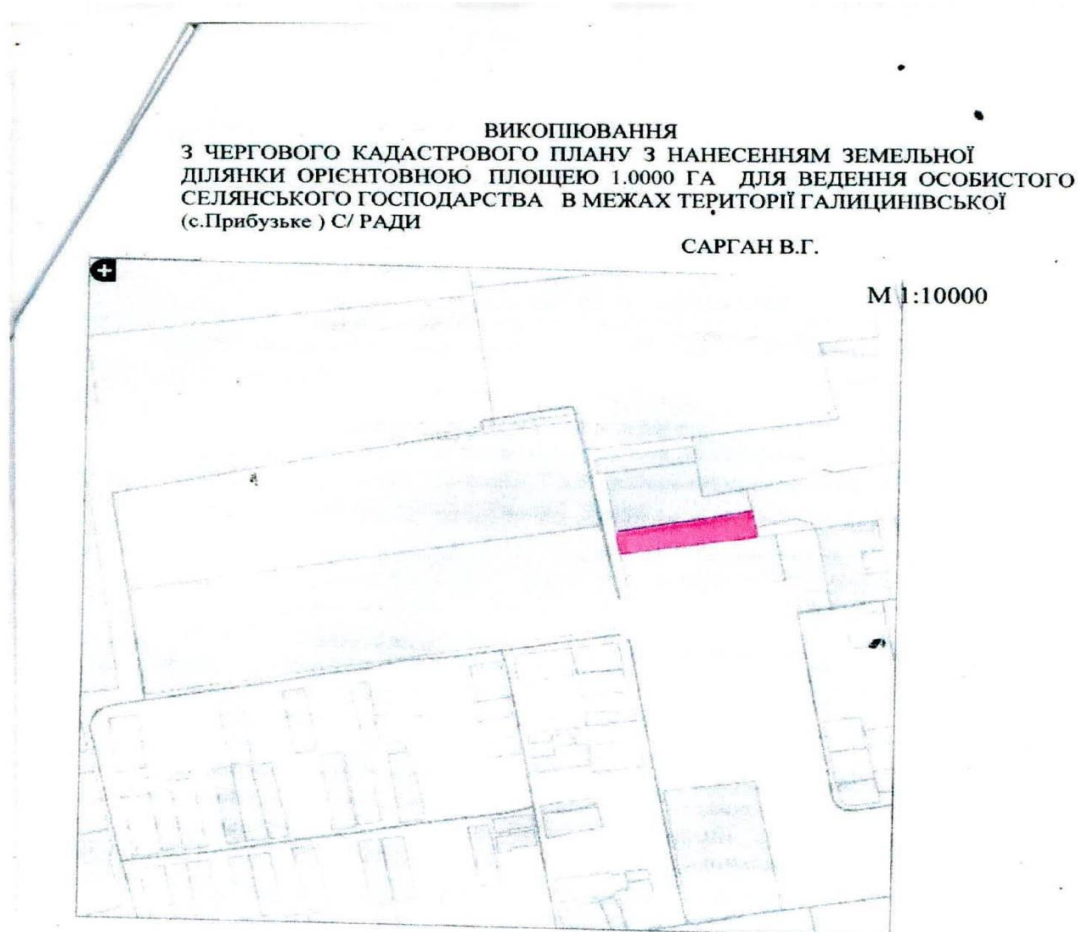 ВИКОПІЮВАННЯ
З ЧЕРГОВОГО КАДАСТРОВОГО ПЛАНУ З НАНЕСЕННЯМ ЗЕМЕЛЬНОЇ
ДІЛЯНКИ ОРІЄНТОВНОЮ ПЛОЩЕЮ 1.0000 ГА ДЛЯ ВЕДЕННЯ ОСОБИСТОГО
СЕЛЯНСЬКОГО ГОСПОДАРСТВА В МЕЖАХ ТЕРИТОРІЇ ГАЛИЦИНІВСЬКОЇ
(с.Прибузьке ) С/ РАДИ
САРГАН В.Г.
М 1:10000